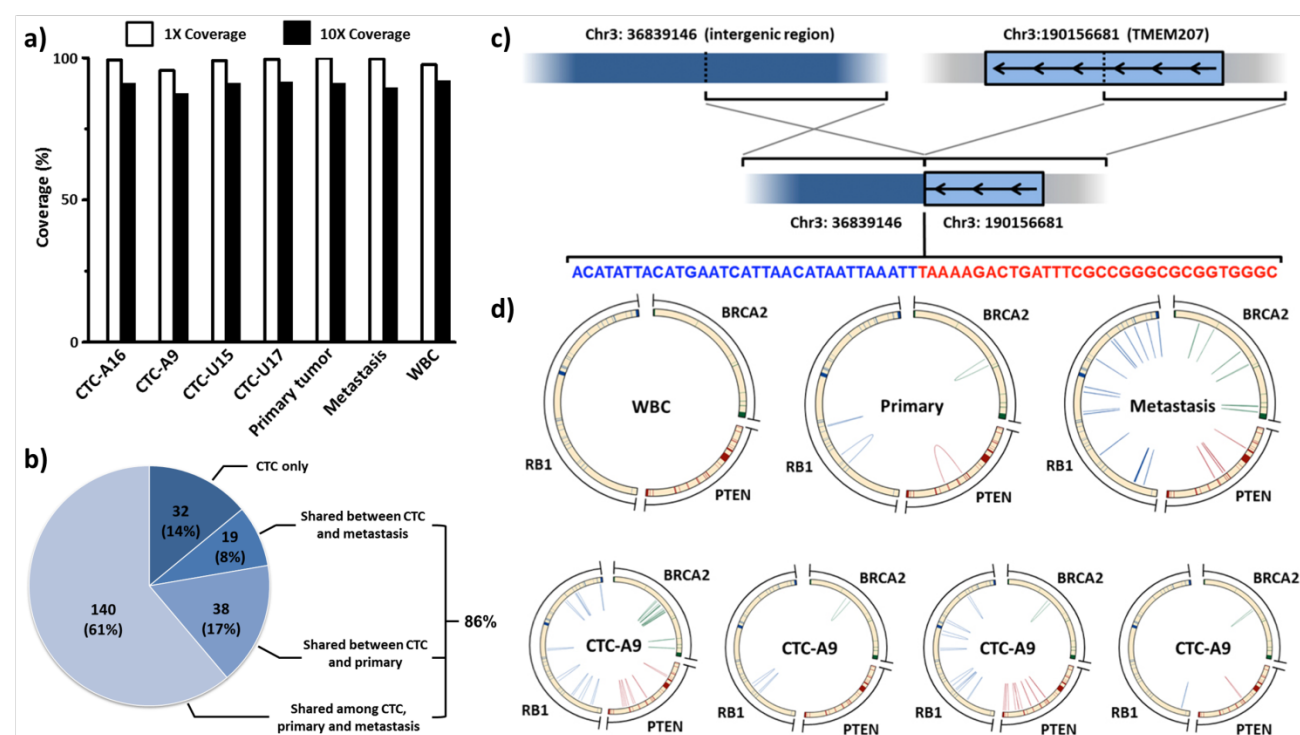 a)
1X Coverage
10X Coverage
Coverage (%)
100
50
0
CTC-A16
CTC-A9
CTC-U15
CTC-U17
Primary tumor
Metastasis
WBC
b)
CTC only
32
(14%)
Shared between CTC
and metastasis
19
(8%)
38
(17%)
140
(61%)
86%
Shared between CTC
and primary
Shared among CTC,
primary and metastasis
c)
Chr3: 36839146 (intergenic region)
Chr3:190156681 (TMEM207)
Chr3: 36839146
Chr3: 190156681
ACATATTACATGAATCATTAACATAATTAAATTTAAAAGACTGATTTCGCCGGGCGCGGTGGGC
d)
BRCA2
WBC
RB1
PTEN
BRCA2
Primary
RB1
PTEN
BRCA2
Metastasis
RB1
PTEN
BRCA2
CTC-A9
RB1
PTEN
BRCA2
CTC-A9
RB1
PTEN
BRCA2
CTC-A9
RB1
PTEN
BRCA2
CTC-A9
RB1
PTEN